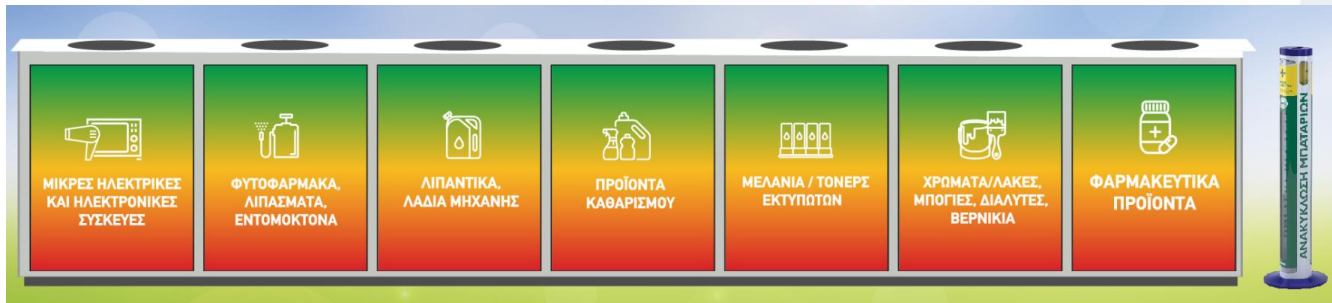 ΜΙΚΡΕΣ ΗΛΕΚΤΡΙΚΕΣ
ΚΑΙ ΗΛΕΚΤΡΟΝΙΚΕΣ
ΣΥΣΚΕΥΕΣ
ΦΥΤΟΦΑΡΜΑΚΑ,
ΛΙΠΑΣΜΑΤΑ,
ΕΝΤΟΜΟΚΤΟΝΑ
ΛΙΠΑΝΤΙΚΑ,
ΛΑΔΙΑ ΜΗΧΑΝΗΣ
ΠΡΟΪΟΝΤΑ
ΚΑΘΑΡΙΣΜΟΥ
ΜΕΛΑΝΙΑ / ΤΟΝΕΡΣ
ΕΚΤΥΠΩΤΩΝ
ΧΡΩΜΑΤΑ/ΛΑΚΕΣ,
ΜΠΟΓΙΕΣ, ΔΙΑΛΥΤΕΣ,
ΒΕΡΝΙΚΙΑ
ΦΑΡΜΑΚΕΥΤΙΚΑ
ΠΡΟΪΟΝΤΑ
ΑΝΑΚΥΚΛΩΣΗ ΜΠΑΤΑΡΙΩΝ